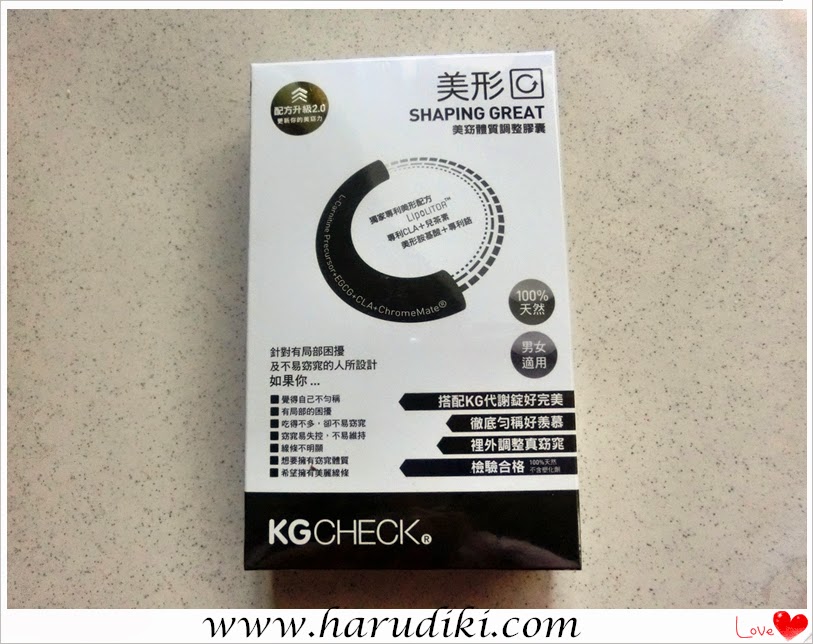 配方升級2.0
更新你的美窈力
美形C
SHAPING GREAT
美窈體質調整膠囊
獨家專利美形配方
LipoLITOR™
專利CLA+兒茶素
美形胺基酸+專利鉻
L-Carnitine Precursor+EGCG+CLA+ChromeMate®
100%
天然
男女
適用
針對有局部困擾
及不易窈窕的人所設計
如果你 ...
■覺得自己不勻稱
■有局部的困擾
■吃得不多，卻不易窈窕
■窈窕易失控，不易維持
■線條不明顯
■想要擁有窈窕體質
■希望擁有美麗線條
搭配KG代謝錠好完美
徹底勻稱好羨慕
裡外調整真窈窕
檢驗合格 100%天然
不含塑化劑
KGCHECK®
www.harudiki.com
Love